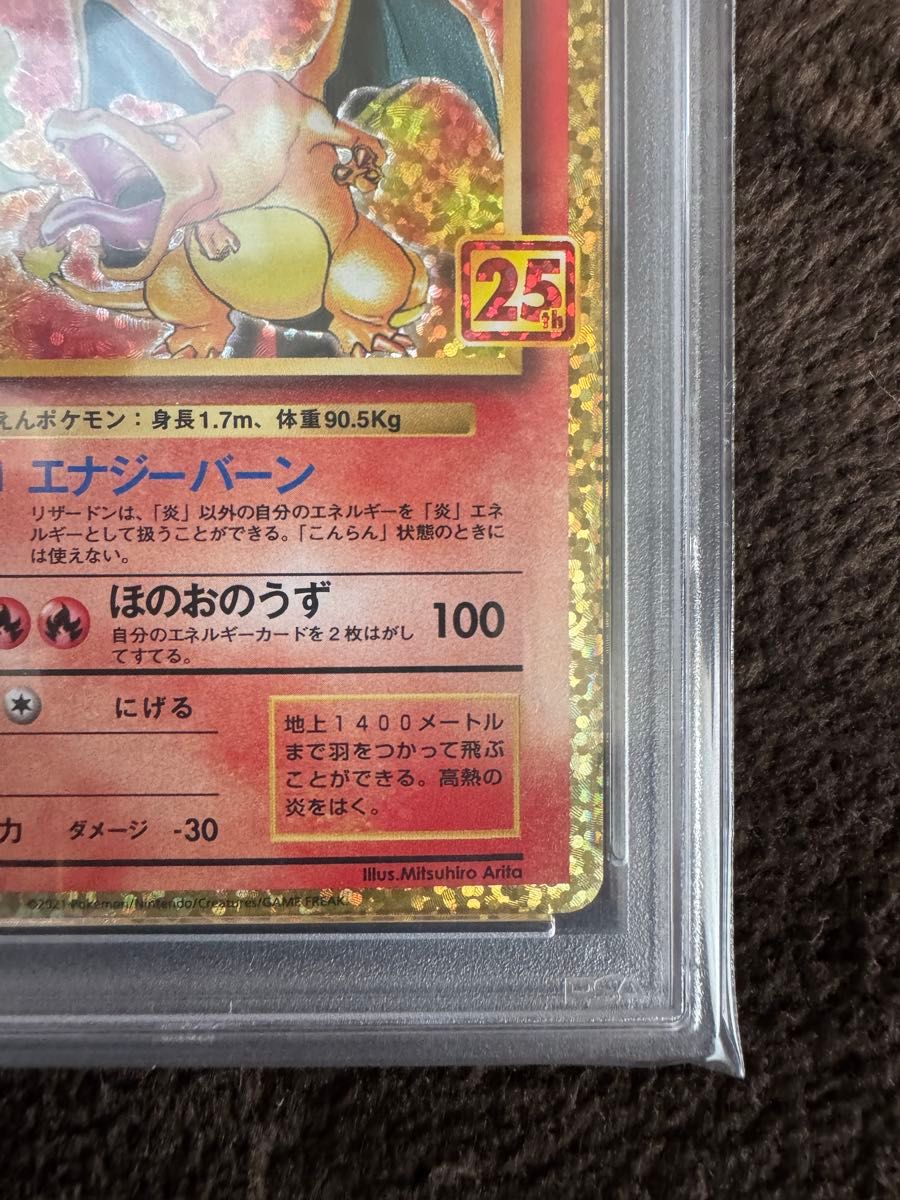 25
th
えんポケモン：身長1.7m、体重90.5Kg
エナジーバーン
リザードンは、「炎」以外の自分のエネルギーを「炎」エネ
ルギーとして扱うことができる。「こんらん」状態のときに
は使えない。
ほのおのうず 100
自分のエネルギーカードを２枚はがし
てすてる。
にげる
地上１４００メートル
まで羽をつかって飛ぶ
ことができる。高熱の
炎をはく。
力 ダメージ -30
Illus.Mitsuhiro Arita
©2021 Pokémon/Nintendo/Creatures/GAME FREAK.
PSA